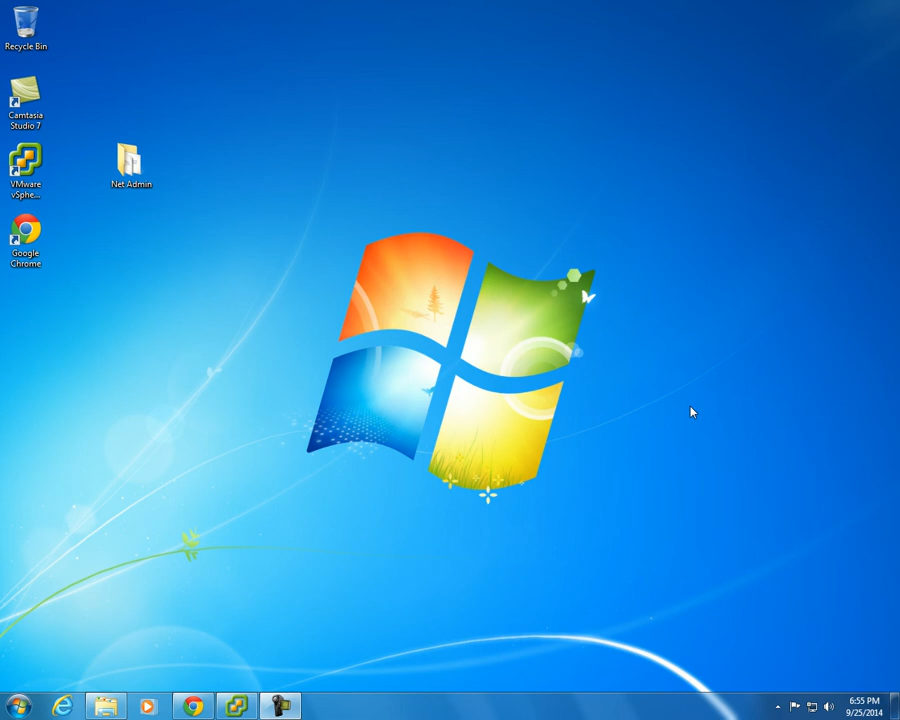 Recycle Bin
Camtasia
Studio 7
Net Admin
VMware
vSphe...
Google
Chrome
6:55 PM
9/25/2014